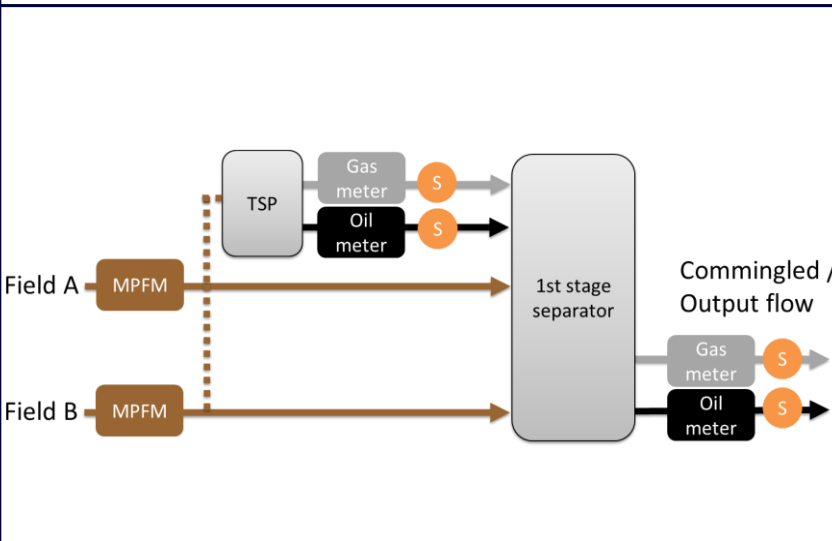 Gas
meter
S
TSP
Oil
meter
S
Field A
MPFM
1st stage
separator
Commingled /
Output flow
Gas
meter
S
Field B
MPFM
Oil
meter
S